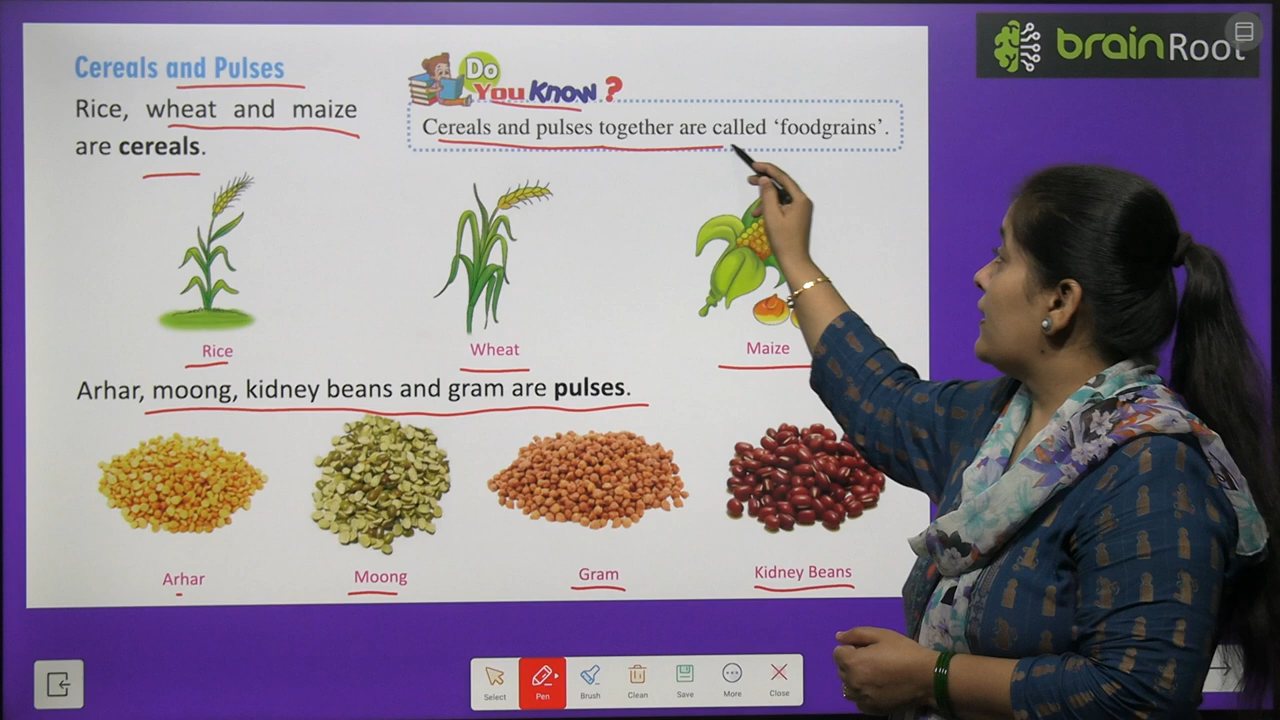 Cereals and Pulses
Rice, wheat and maize
are cereals.
Do
You Know ?
Cereals and pulses together are called ‘foodgrains’.
brainRoot
Rice
Wheat
Maize
Arhar, moong, kidney beans and gram are pulses.
Arhar
Moong
Gram
Kidney Beans
Select
Pen
Brush
Clean
Save
More
Close